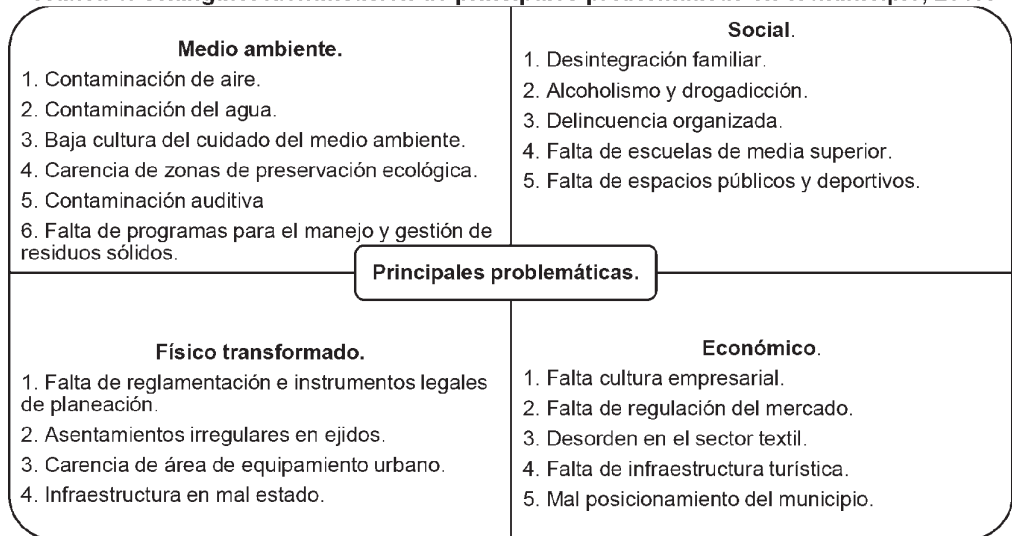 Medio ambiente.
1. Contaminación de aire.
2. Contaminación del agua.
3. Baja cultura del cuidado del medio ambiente.
4. Carencia de zonas de preservación ecológica.
5. Contaminación auditiva
6. Falta de programas para el manejo y gestión de
residuos sólidos.
Social.
1. Desintegración familiar.
2. Alcoholismo y drogadicción.
3. Delincuencia organizada.
4. Falta de escuelas de media superior.
5. Falta de espacios públicos y deportivos.
Principales problemáticas.
Físico transformado.
1. Falta de reglamentación e instrumentos legales
de planeación.
2. Asentamientos irregulares en ejidos.
3. Carencia de área de equipamiento urbano.
4. Infraestructura en mal estado.
Económico.
1. Falta cultura empresarial.
2. Falta de regulación del mercado.
3. Desorden en el sector textil.
4. Falta de infraestructura turística.
5. Mal posicionamiento del municipio.